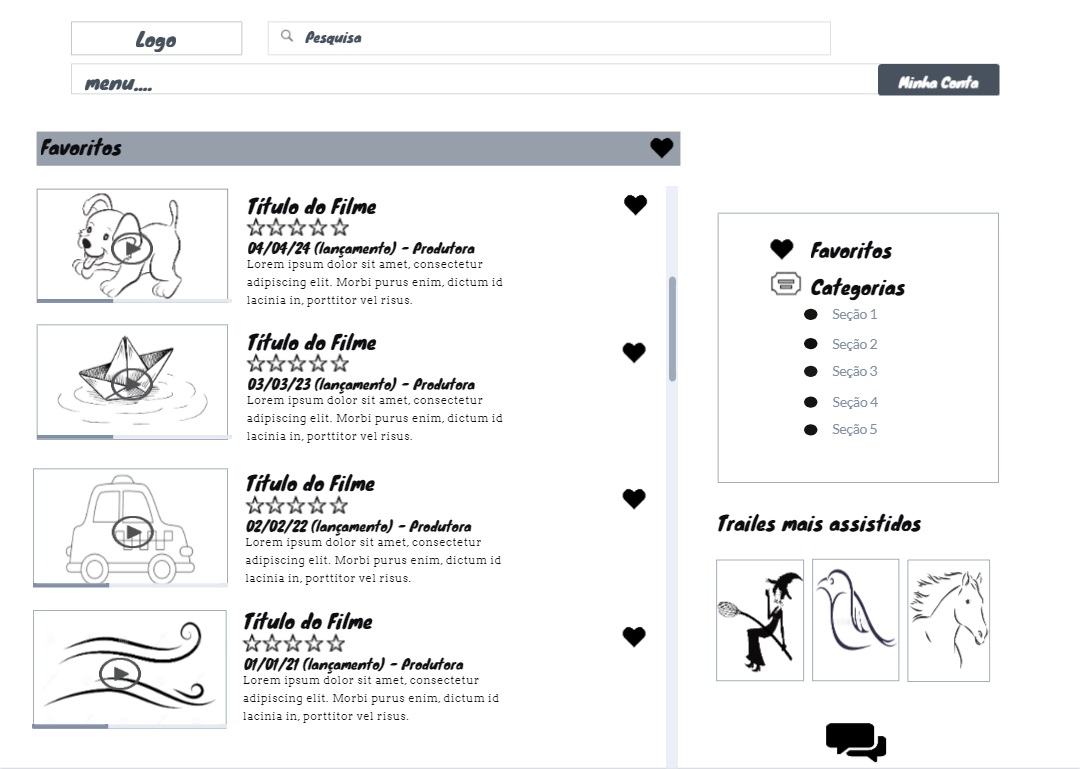 Logo
Pesquisa
menu....
Minha Conta
Favoritos
Título do Filme
04/04/24 (lançamento) - Produtora
Lorem ipsum dolor sit amet, consectetur
adipiscing elit. Morbi purus enim, dictum id
lacinia in, porttitor vel risus.
Título do Filme
03/03/23 (lançamento) - Produtora
Lorem ipsum dolor sit amet, consectetur
adipiscing elit. Morbi purus enim, dictum id
lacinia in, porttitor vel risus.
Título do Filme
02/02/22 (lançamento) - Produtora
Lorem ipsum dolor sit amet, consectetur
adipiscing elit. Morbi purus enim, dictum id
lacinia in, porttitor vel risus.
Título do Filme
01/01/21 (lançamento) - Produtora
Lorem ipsum dolor sit amet, consectetur
adipiscing elit. Morbi purus enim, dictum id
lacinia in, porttitor vel risus.
Favoritos
Categorias
Seção 1
Seção 2
Seção 3
Seção 4
Seção 5
Trailes mais assistidos